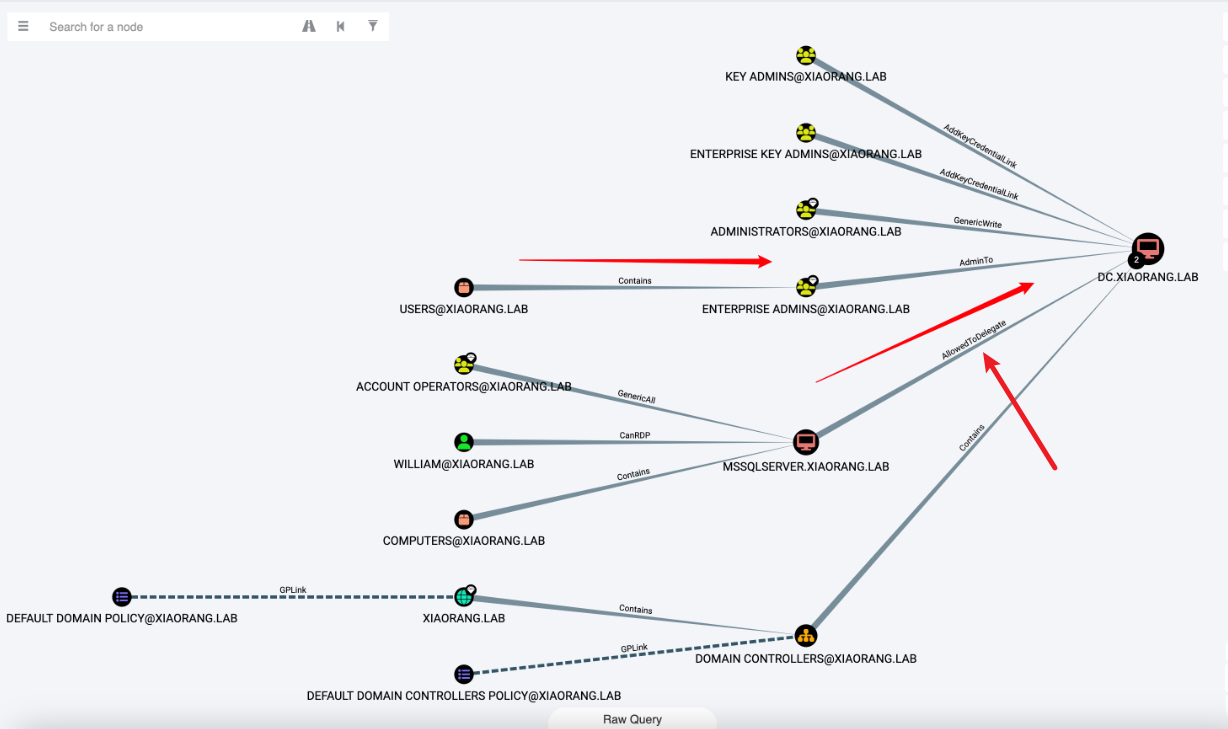 Search for a node
KEY ADMINS@XIAORANG.LAB
AddKeyCredentialLink
ENTERPRISE KEY ADMINS@XIAORANG.LAB
AddKeyCredentialLink
ADMINISTRATORS@XIAORANG.LAB
GenericWrite
AdminTo
2
DC.XIAORANG.LAB
Contains
USERS@XIAORANG.LAB
ENTERPRISE ADMINS@XIAORANG.LAB
AllowedToDelegate
ACCOUNT OPERATORS@XIAORANG.LAB
GenericAll
CanRDP
WILLIAM@XIAORANG.LAB
MSSQLSERVER.XIAORANG.LAB
Contains
Contains
COMPUTERS@XIAORANG.LAB
GPLink
DEFAULT DOMAIN POLICY@XIAORANG.LAB
XIAORANG.LAB
Contains
GPLink
DOMAIN CONTROLLERS@XIAORANG.LAB
DEFAULT DOMAIN CONTROLLERS POLICY@XIAORANG.LAB
Raw Query